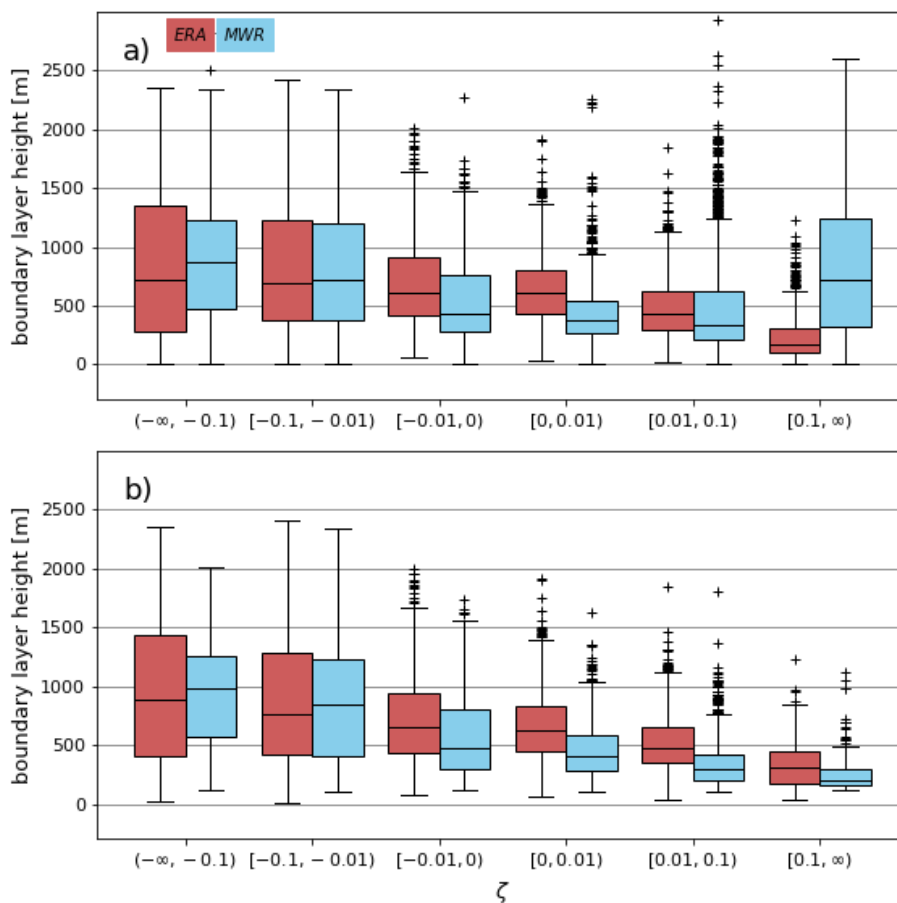 a)
ERA MWR
boundary layer height [m]
2500
2000
1500
1000
500
0
(−∞, −0.1) [−0.1, −0.01) [−0.01, 0) [0, 0.01) [0.01, 0.1) [0.1, ∞)
b)
boundary layer height [m]
2500
2000
1500
1000
500
0
(−∞, −0.1) [−0.1, −0.01) [−0.01, 0) [0, 0.01) [0.01, 0.1) [0.1, ∞)
ζ